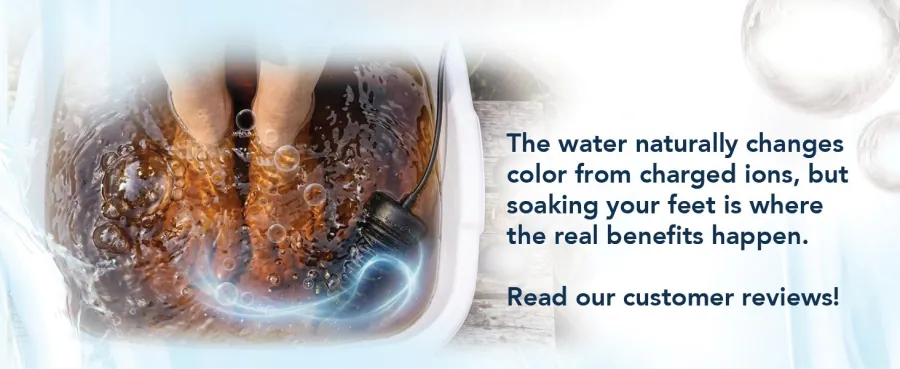 The water naturally changes
color from charged ions, but
soaking your feet is where
the real benefits happen.
Read our customer reviews!